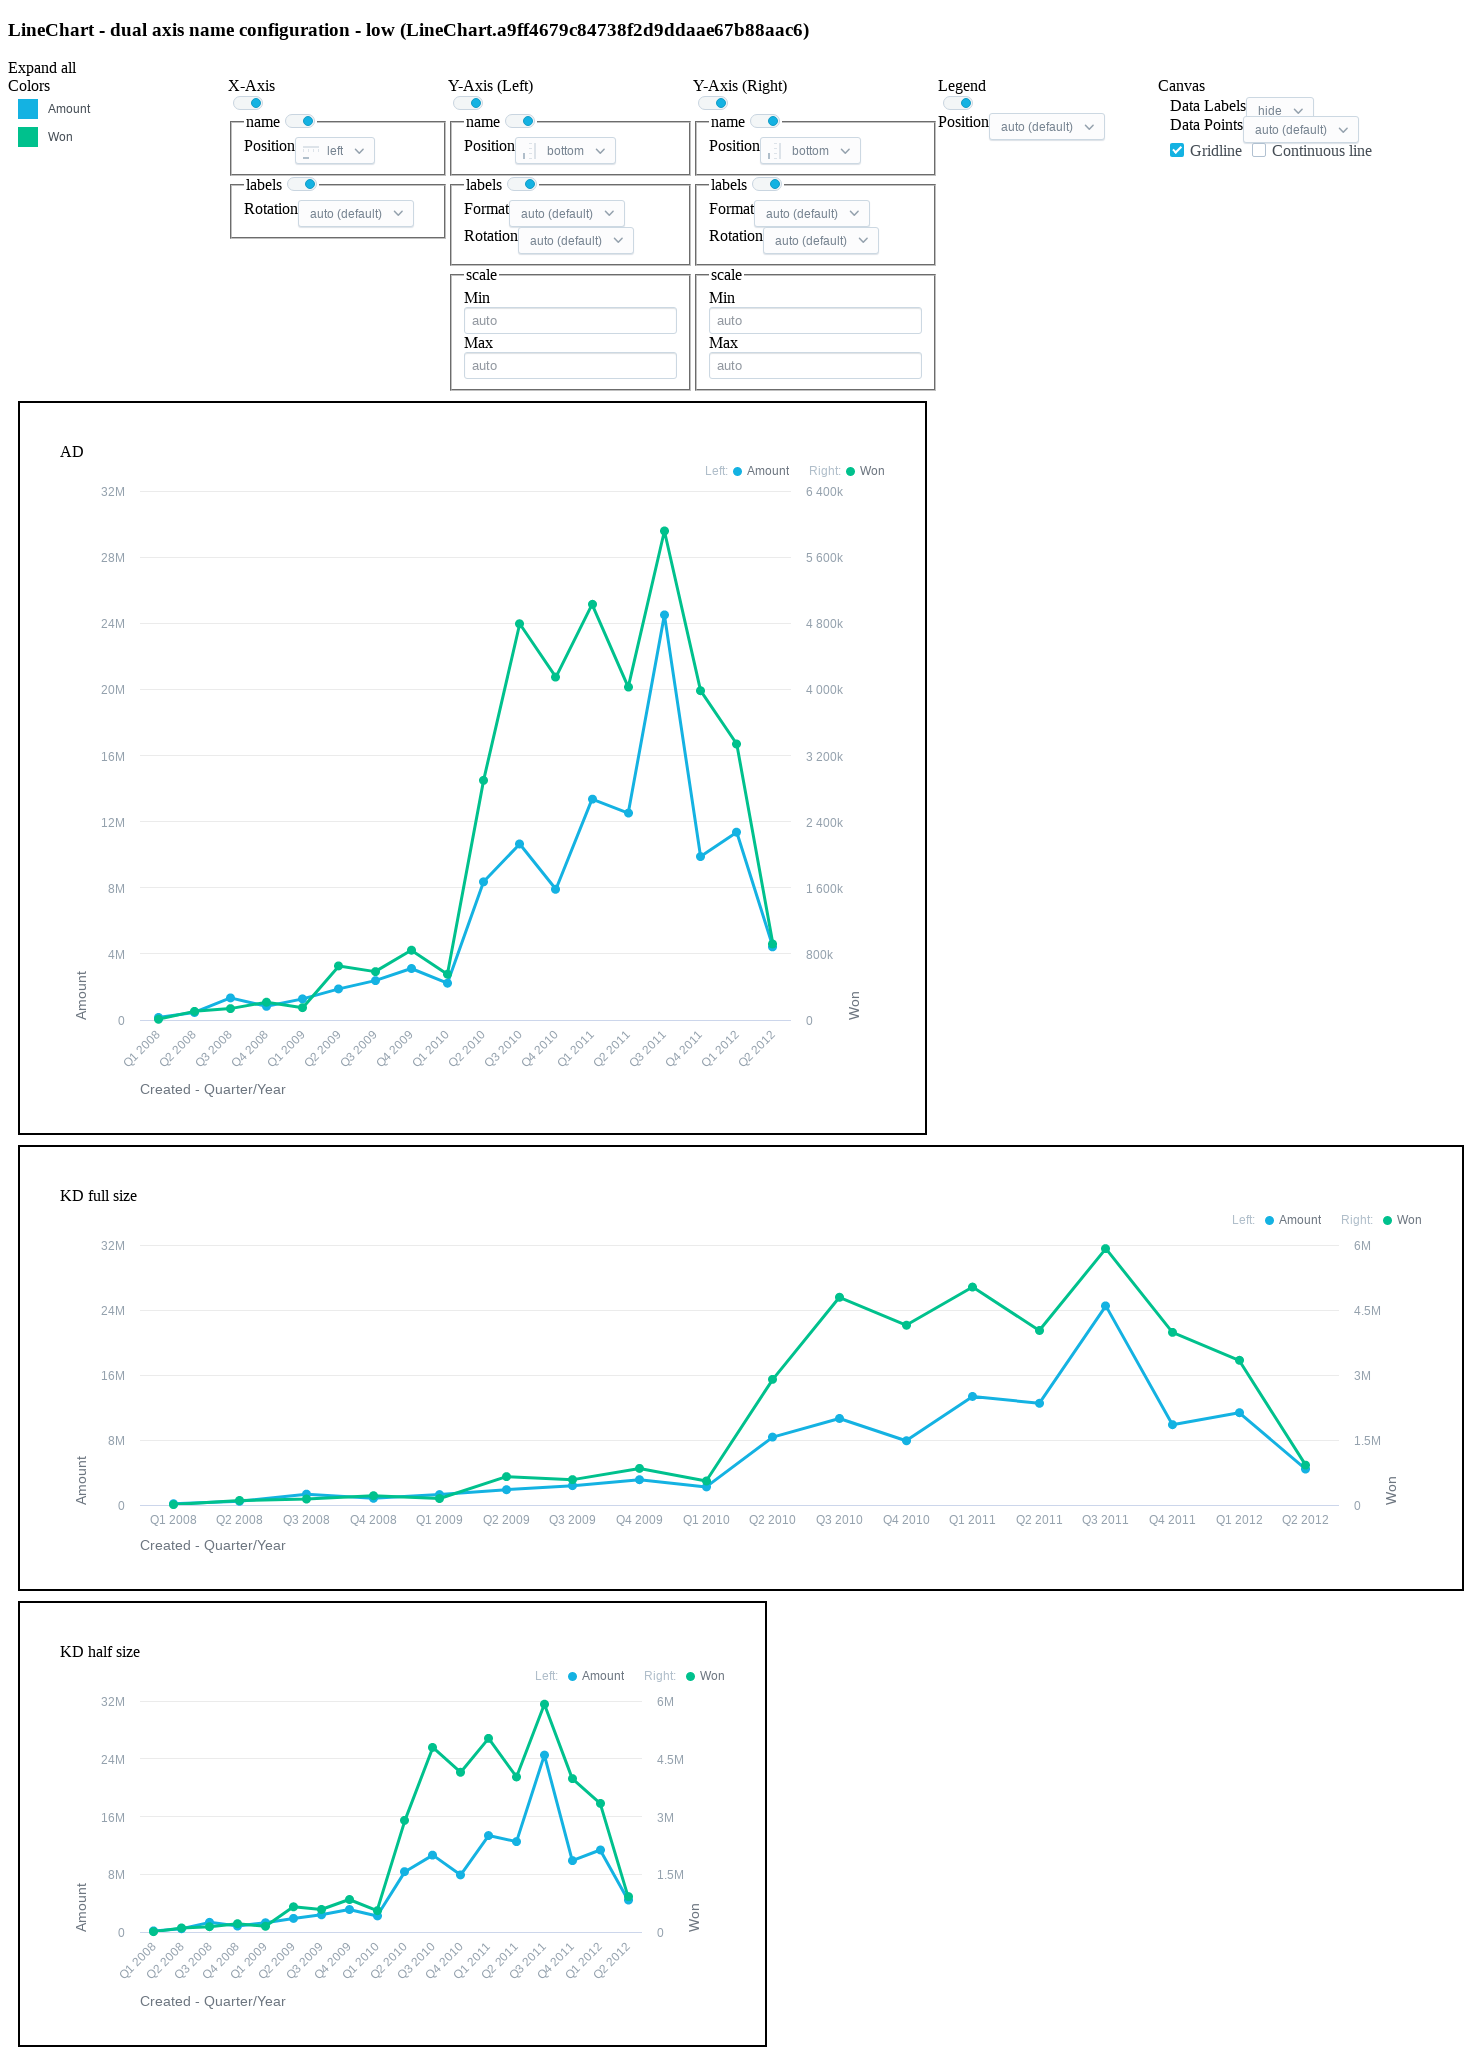 LineChart - dual axis name configuration - low (LineChart.a9ff4679c84738f2d9ddaae67b88aac6)
Expand all
Colors
Amount
Won
X-Axis
name
Position left
labels
Rotation auto (default)
Y-Axis (Left)
name
Position bottom
labels
Format auto (default)
Rotation auto (default)
scale
Min
auto
Max
auto
Y-Axis (Right)
name
Position bottom
labels
Format auto (default)
Rotation auto (default)
scale
Min
auto
Max
auto
Legend
Position auto (default)
Canvas
Data Labels hide
Data Points auto (default)
Gridline Continuous line
AD
Left: Amount Right: Won
32M 6 400k
28M 5 600k
24M 4 800k
20M 4 000k
16M 3 200k
12M 2 400k
8M 1 600k
4M 800k
0 0
Amount
Won
Q1 2008 Q2 2008 Q3 2008 Q4 2008 Q1 2009 Q2 2009 Q3 2009 Q4 2009 Q1 2010 Q2 2010 Q3 2010 Q4 2010 Q1 2011 Q2 2011 Q3 2011 Q4 2011 Q1 2012 Q2 2012
Created - Quarter/Year
KD full size
Left: Amount Right: Won
32M 6M
24M 4.5M
16M 3M
8M 1.5M
0 0
Amount
Won
Q1 2008 Q2 2008 Q3 2008 Q4 2008 Q1 2009 Q2 2009 Q3 2009 Q4 2009 Q1 2010 Q2 2010 Q3 2010 Q4 2010 Q1 2011 Q2 2011 Q3 2011 Q4 2011 Q1 2012 Q2 2012
Created - Quarter/Year
KD half size
Left: Amount Right: Won
32M 6M
24M 4.5M
16M 3M
8M 1.5M
0 0
Amount
Won
Q1 2008 Q2 2008 Q3 2008 Q4 2008 Q1 2009 Q2 2009 Q3 2009 Q4 2009 Q1 2010 Q2 2010 Q3 2010 Q4 2010 Q1 2011 Q2 2011 Q3 2011 Q4 2011 Q1 2012 Q2 2012
Created - Quarter/Year